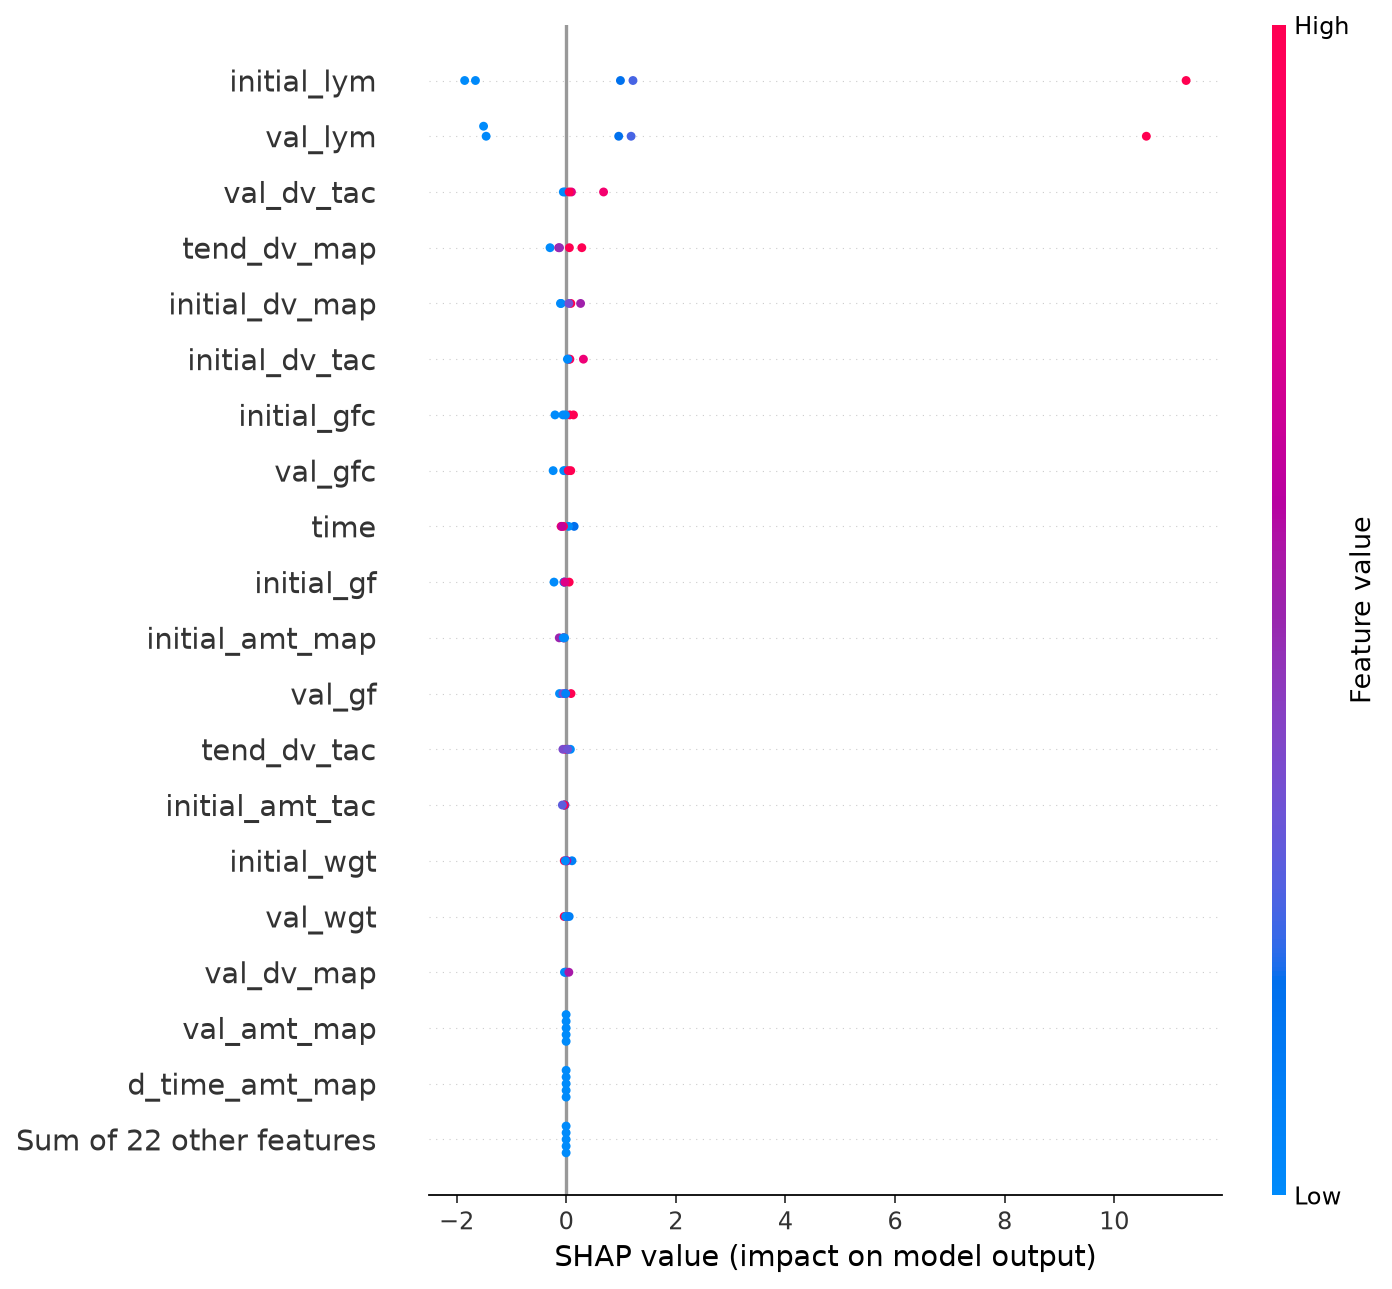 High
initial_lym
val_lym
val_dv_tac
tend_dv_map
initial_dv_map
initial_dv_tac
initial_gfc
val_gfc
time
initial_gf
initial_amt_map
val_gf
tend_dv_tac
initial_amt_tac
initial_wgt
val_wgt
val_dv_map
val_amt_map
d_time_amt_map
Sum of 22 other features
Feature value
Low
−2 0 2 4 6 8 10
SHAP value (impact on model output)